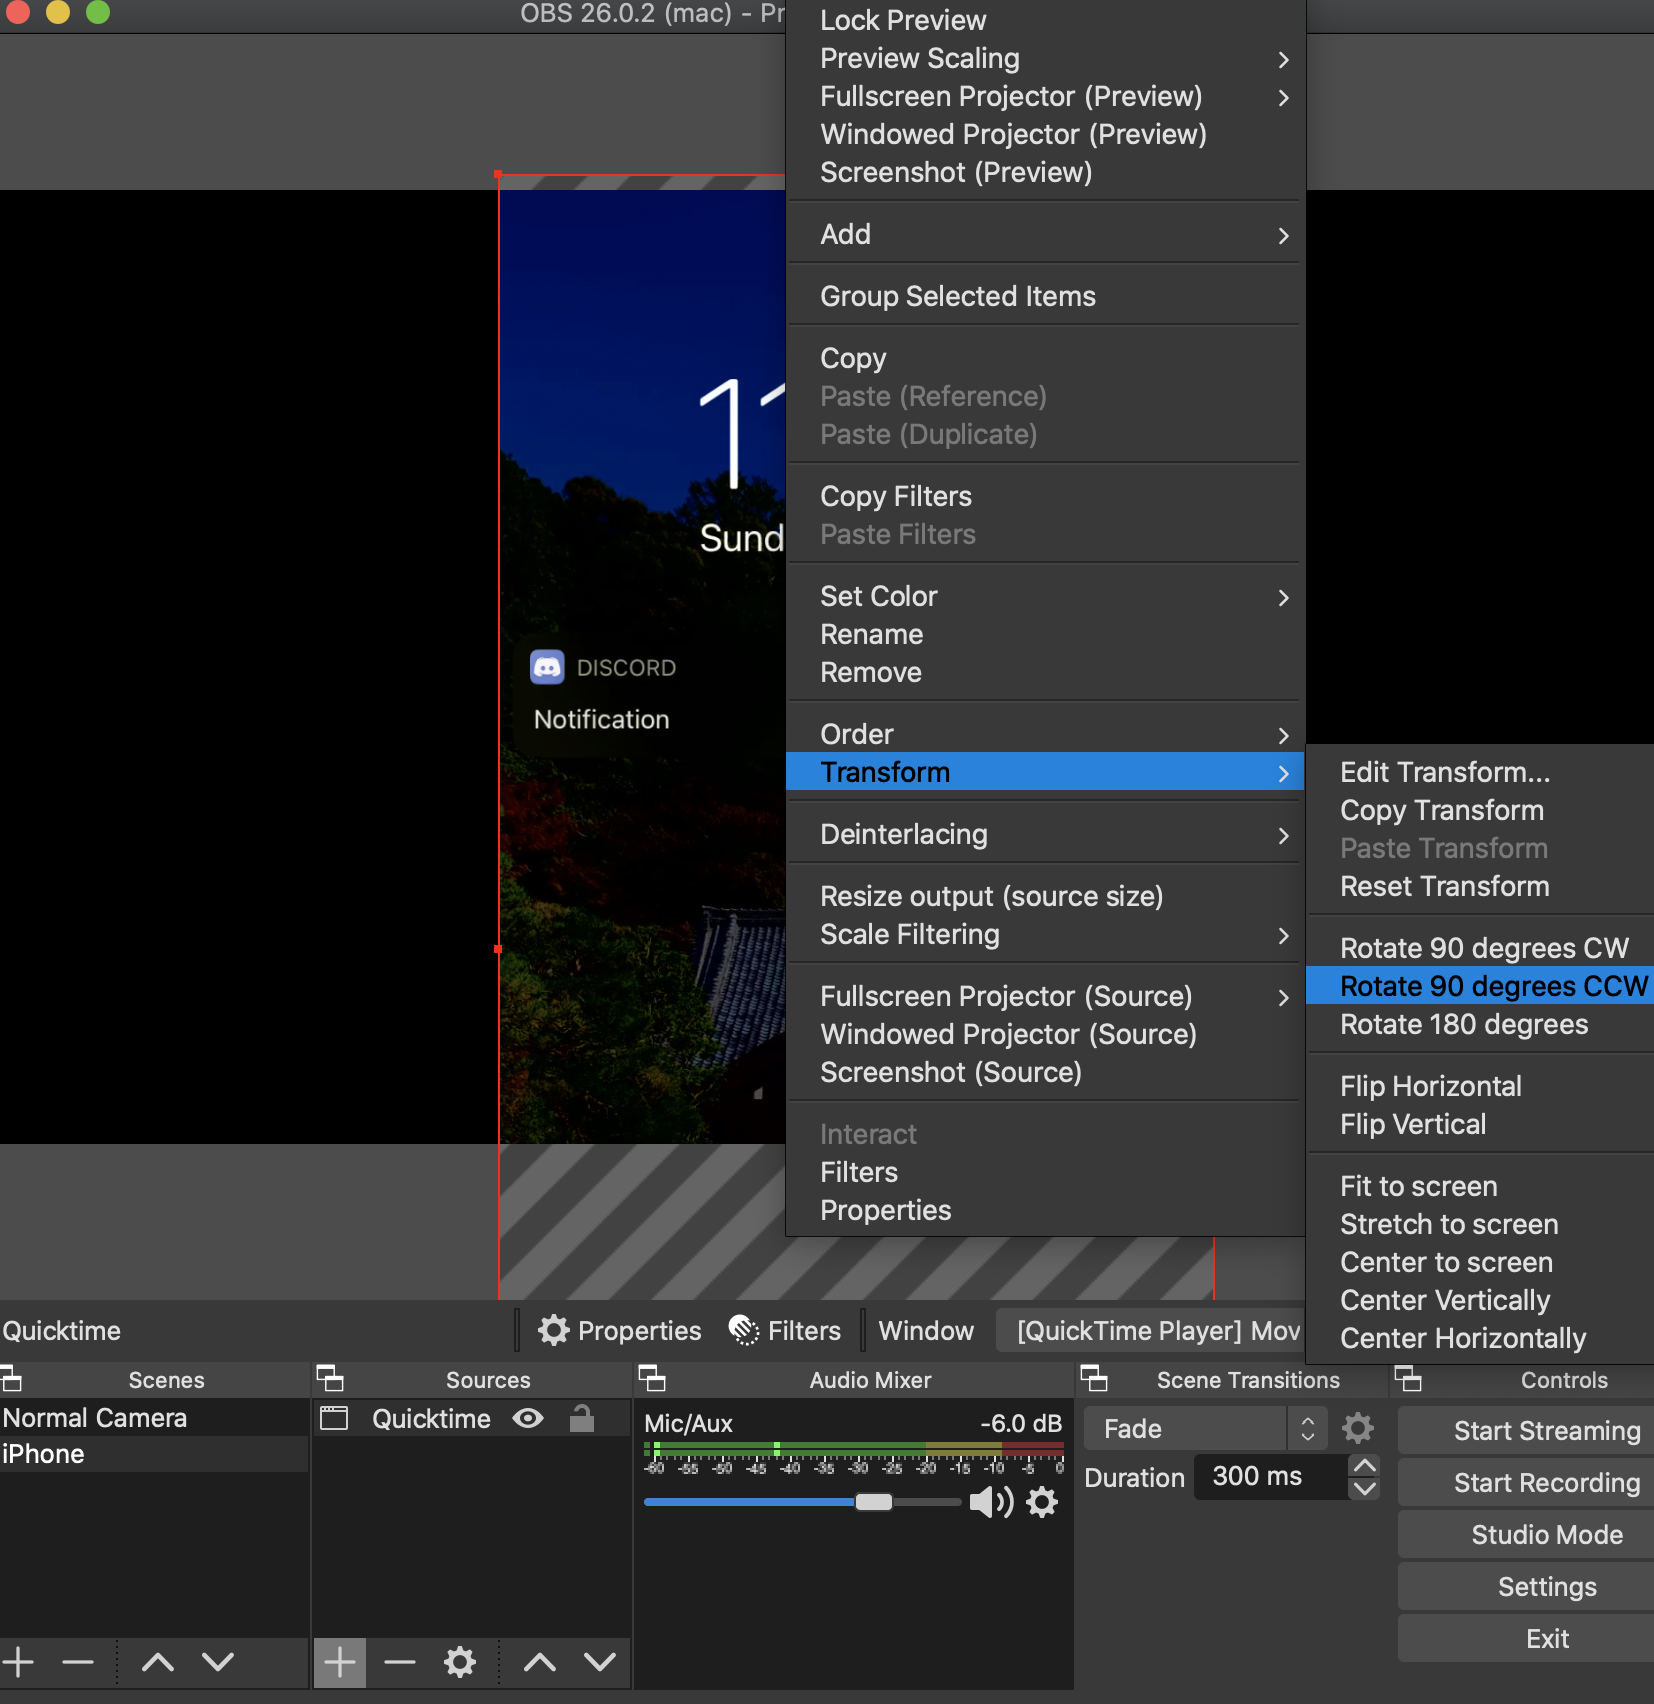 OBS 26.0.2 (mac) - Pr
Lock Preview
Preview Scaling
Fullscreen Projector (Preview)
Windowed Projector (Preview)
Screenshot (Preview)
Add
Group Selected Items
Copy
Paste (Reference)
Paste (Duplicate)
Copy Filters
Paste Filters
Set Color
Rename
Remove
Order
Transform
Deinterlacing
Resize output (source size)
Scale Filtering
Fullscreen Projector (Source)
Windowed Projector (Source)
Screenshot (Source)
Interact
Filters
Properties
11
Sund
DISCORD
Notification
Edit Transform...
Copy Transform
Paste Transform
Reset Transform
Rotate 90 degrees CW
Rotate 90 degrees CCW
Rotate 180 degrees
Flip Horizontal
Flip Vertical
Fit to screen
Stretch to screen
Center to screen
Center Vertically
Center Horizontally
Quicktime Properties Filters Window [QuickTime Player] Mov
Scenes
Normal Camera
iPhone
Sources
Quicktime
Audio Mixer
Mic/Aux -6.0 dB
-60 -55 -50 -45 -40 -35 -30 -25 -20 -15 -10 -5 0
Scene Transitions
Fade
Duration 300 ms
Controls
Start Streaming
Start Recording
Studio Mode
Settings
Exit